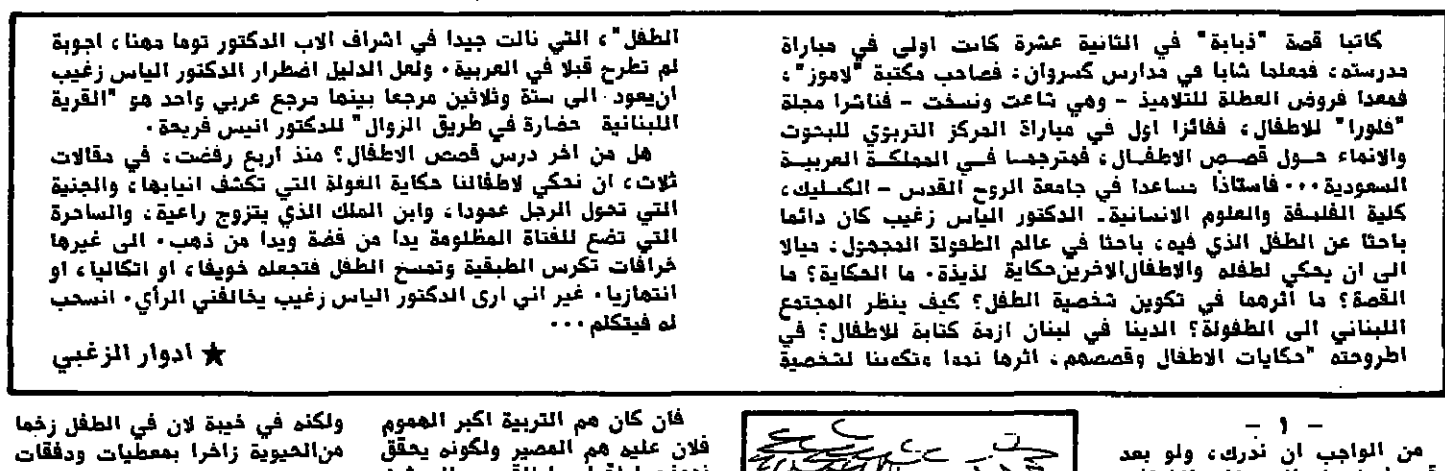 كاتبا قصة "ذبابة" في الثانية عشرة كانت اولى في مباراة
مدرسته، فمعلما شابا في مدارس كسروان، فصاحب مكتبة "لاموز"،
فمعدا فروض العطلة للتلاميذ - وهي شاعت ونسخت - فناشرا مجلة
"فلورا" للاطفال، ففائزا اول في مباراة المركز التربوي للبحوث
والانماء حول قصص الاطفال، فمترجما في المملكة العربية
السعودية... فاستاذا مساعدا في جامعة الروح القدس - الكسليك،
كلية الفلسفة والعلوم الانسانية. الدكتور الياس زغيب كان دائما
باحثا عن الطفل الذي فيه، باحثا في عالم الطفولة المجهول، ميالا
الى ان يحكي لطفله والاطفال الاخرين حكاية لذيذة. ما الحكاية؟ ما
القصة؟ ما اثرهما في تكوين شخصية الطفل؟ كيف ينظر المجتمع
اللبناني الى الطفولة؟ الدينا في لبنان ازمة كتابة للاطفال؟ في
اطروحته "حكايات الاطفال وقصصهم، اثرها نموا وتكوينا لشخصية
الطفل"، التي نالت جيدا في اشراف الاب الدكتور توما مهنا، اجوبة
لم تطرح قبلا في العربية. ولعل الدليل اضطرار الدكتور الياس زغيب
ان يعود الى ستة وثلاثين مرجعا بينها مرجع عربي واحد هو "القرية
اللبنانية حضارة في طريق الزوال" للدكتور انيس فريحة.
هل من اخر درس قصص الاطفال؟ منذ اربع رفضت، في مقالات
ثلاث، ان نحكي لاطفالنا حكاية الغولة التي تكشف انيابها، والجنية
التي تحول الرجل عمودا، وابن الملك الذي يتزوج راعية، والساحرة
التي تضع للفتاة المظلومة يدا من فضة ويدا من ذهب. الى غيرها
خرافات تكرس الطبقية وتمسخ الطفل فتجعله خويفا، او اتكاليا، او
انتهازيا. غير اني ارى الدكتور الياس زغيب يخالفني الرأي. انسحب
له فيتكلم...
★ ادوار الزغبي
- ١ -
من الواجب ان ندرك، ولو بعد
فان كان هم التربية اكبر الهموم
فلان عليه هم المصير ولكونه يحقق
ولكنه في خيبة لان في الطفل زخما
من الحيوية زاخرا بمعطيات ودفقات